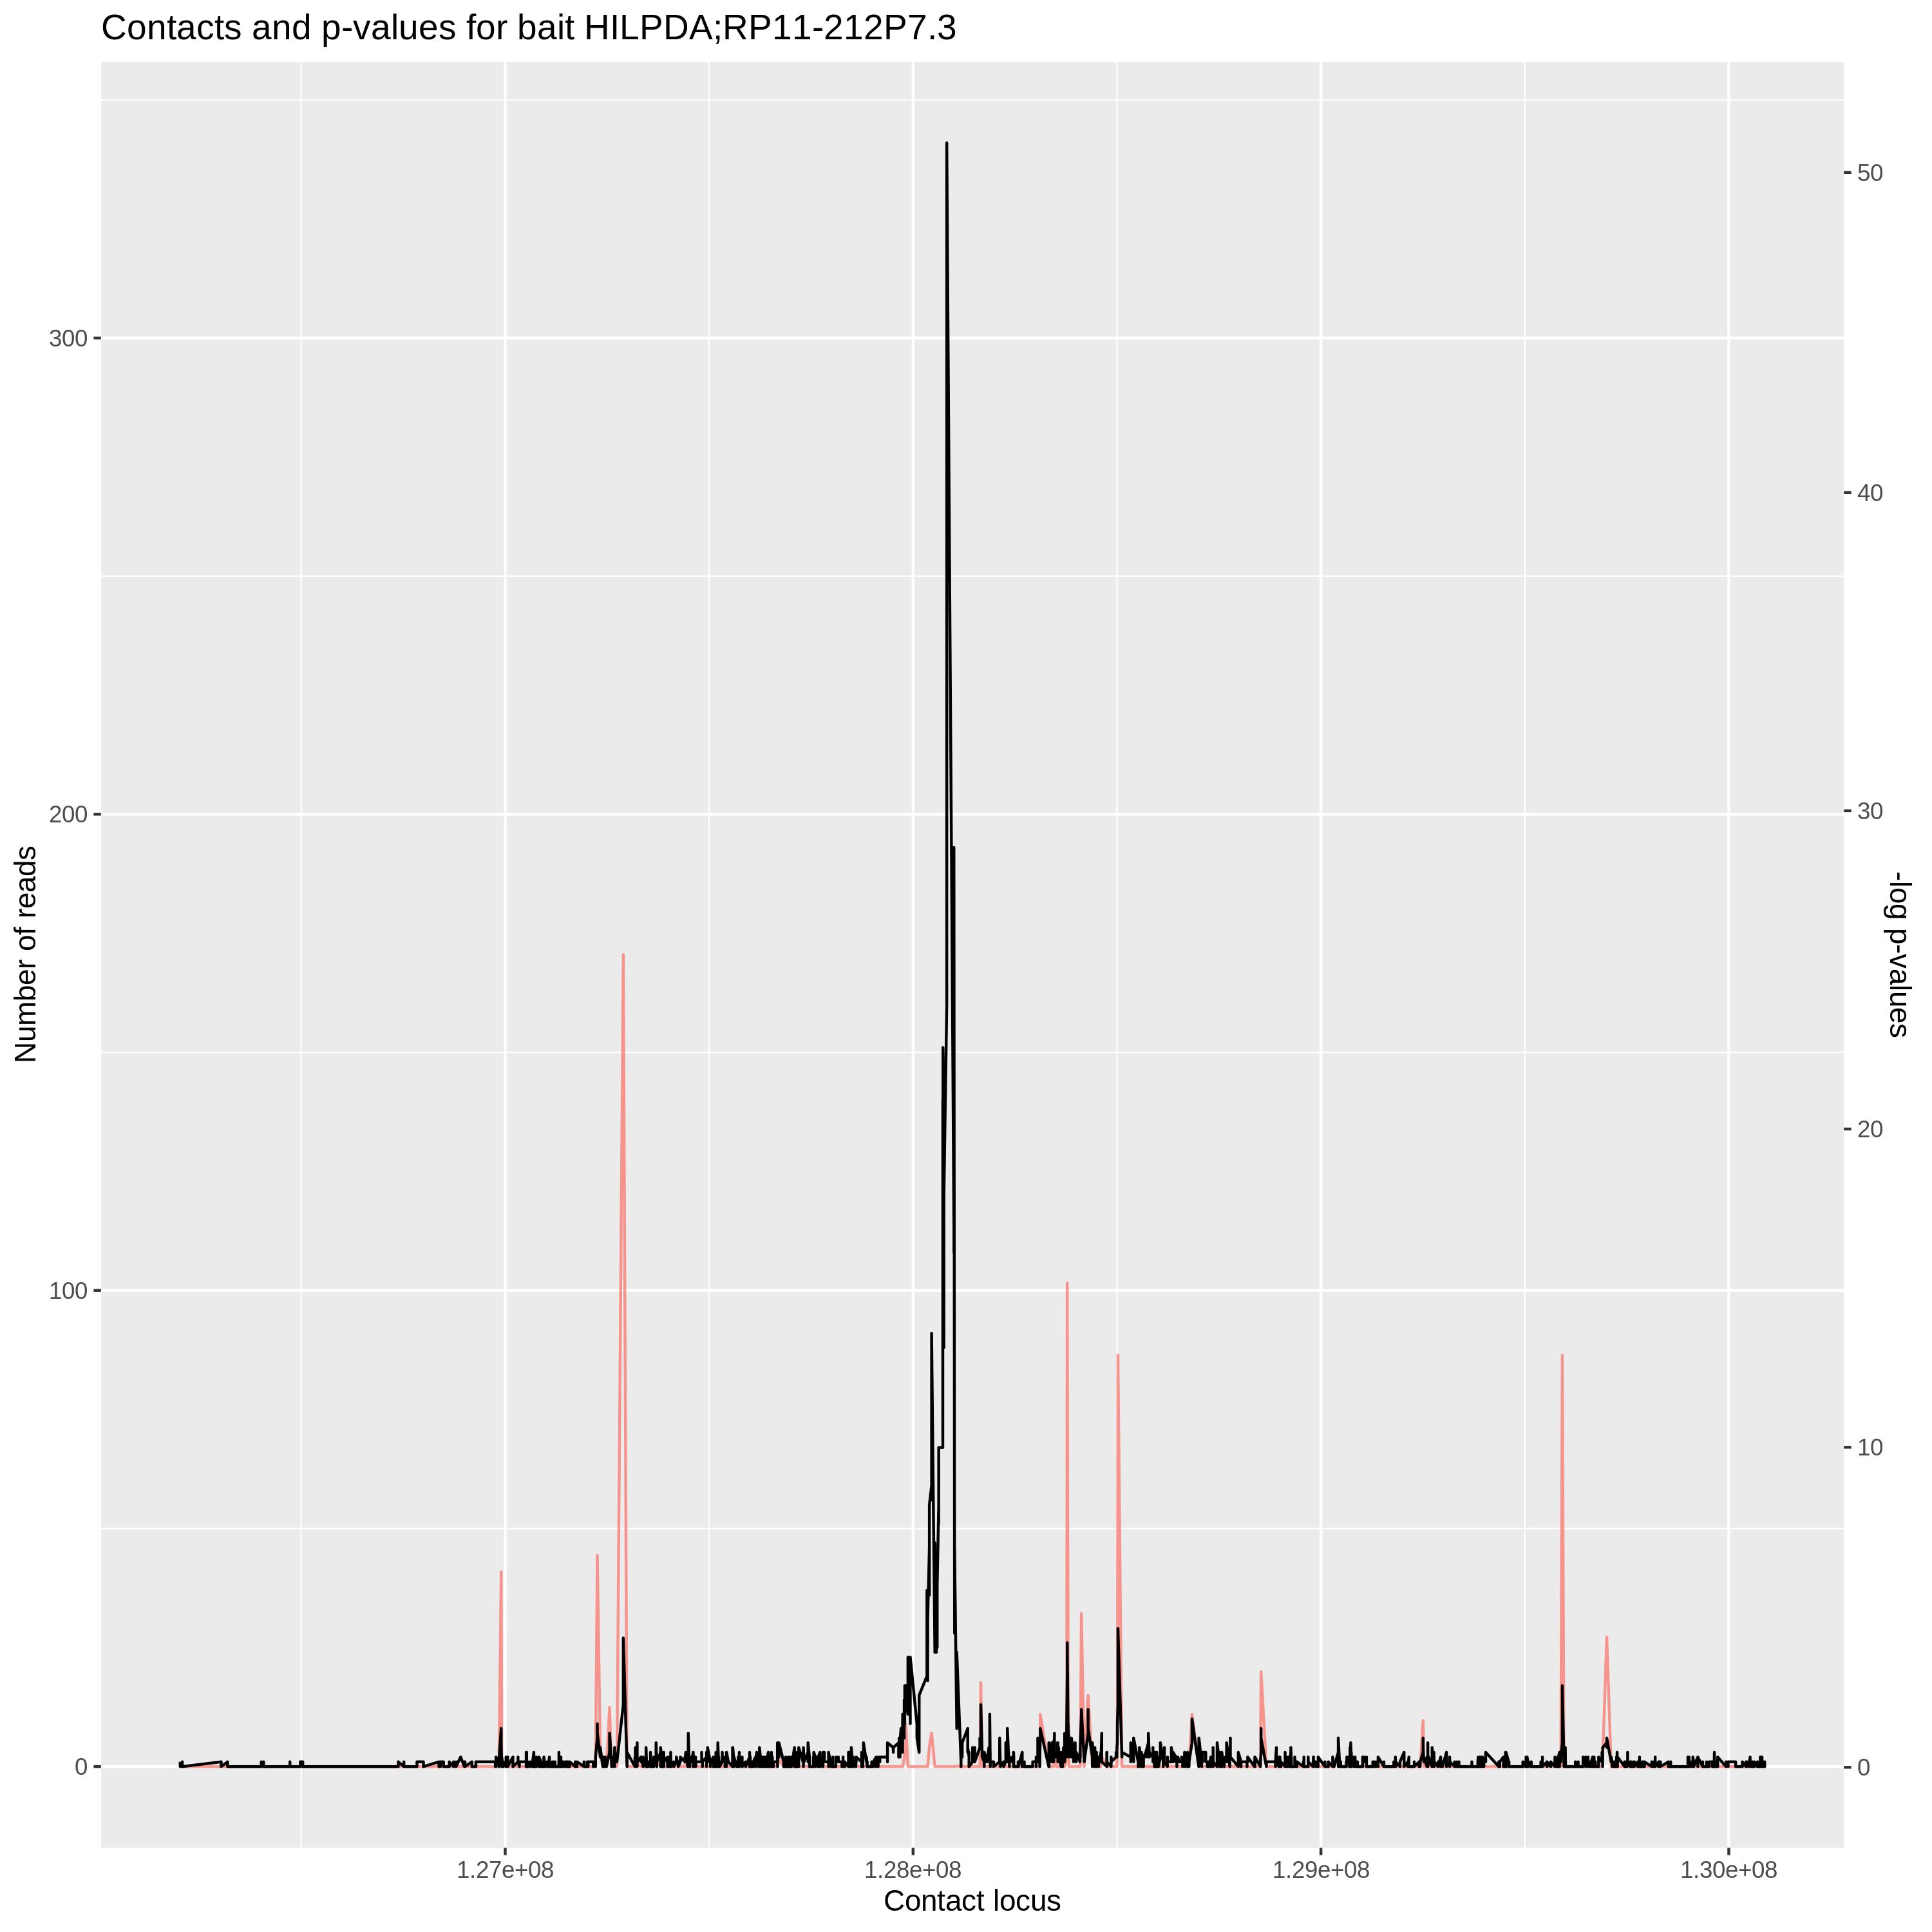 Contacts and p-values for bait HILPDA;RP11-212P7.3
300
200
100
0
Number of reads
50
40
30
20
10
0
-log p-values
1.27e+08
1.28e+08
1.29e+08
1.30e+08
Contact locus